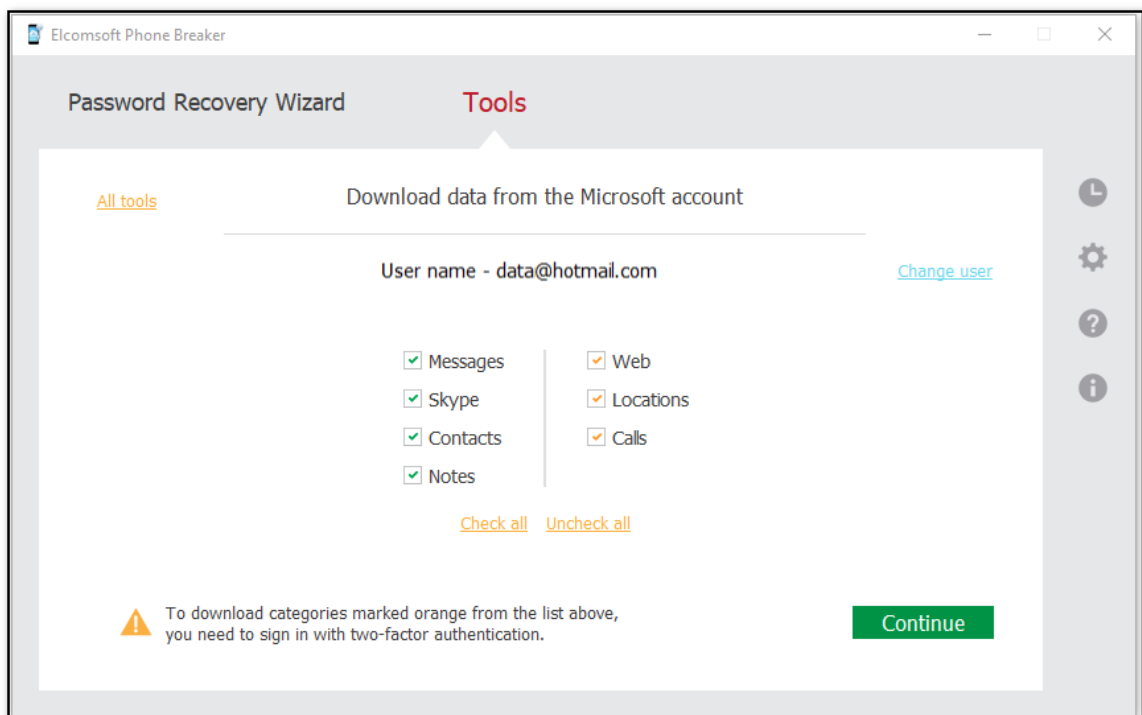 Elcomsoft Phone Breaker
Password Recovery Wizard Tools
All tools
Download data from the Microsoft account
User name - data@hotmail.com
Change user
Messages
Skype
Contacts
Notes
Web
Locations
Calls
Check all Uncheck all
To download categories marked orange from the list above,
you need to sign in with two-factor authentication.
Continue